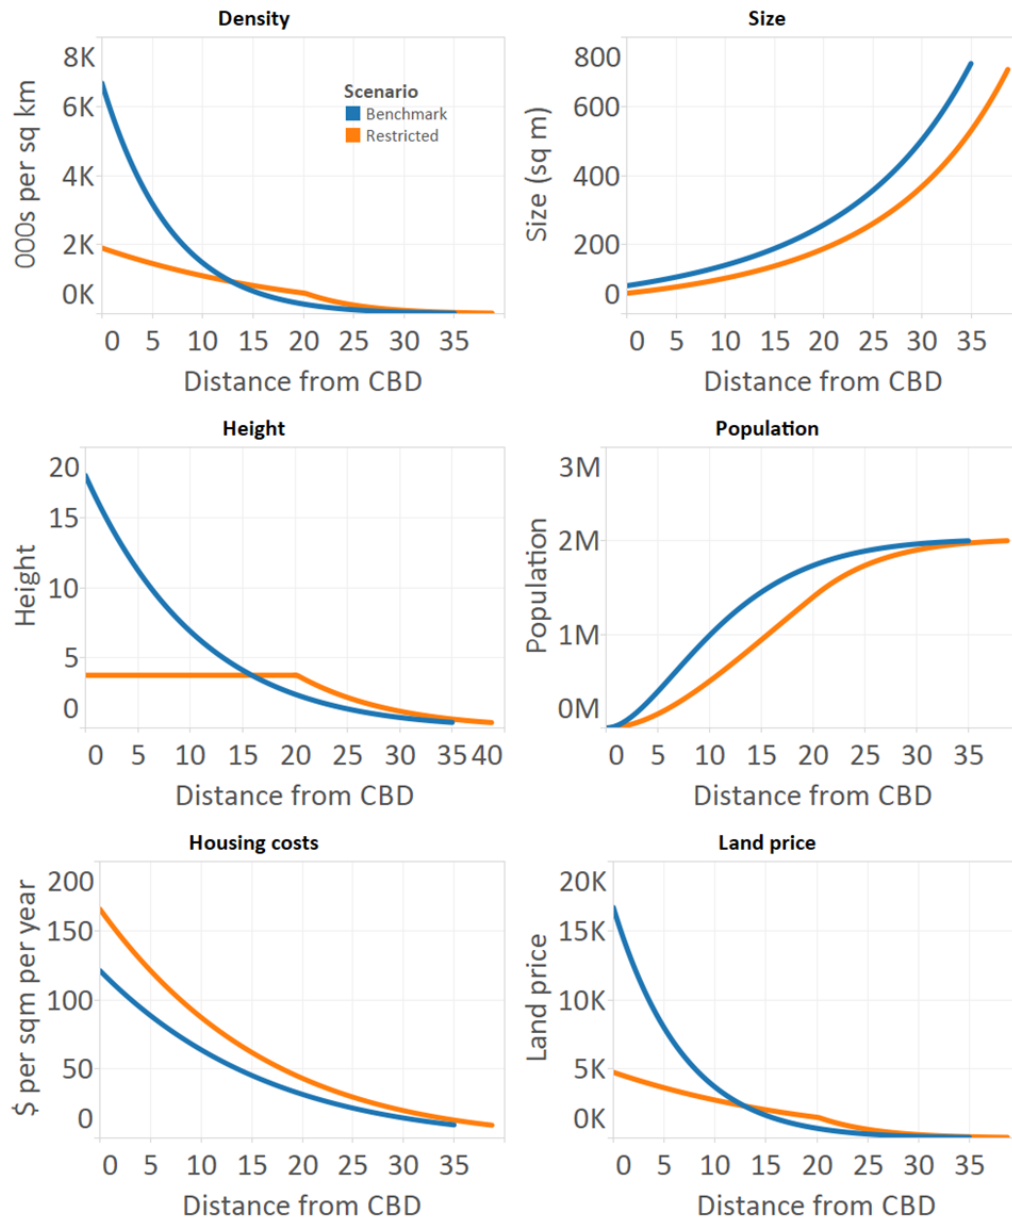 Density
8K
6K
4K
2K
0K
000s per sq km
Scenario
Benchmark
Restricted
0 5 10 15 20 25 30 35
Distance from CBD
Size
800
600
400
200
0
Size (sq m)
0 5 10 15 20 25 30 35
Distance from CBD
Height
20
15
10
5
0
Height
0 5 10 15 20 25 30 35 40
Distance from CBD
Population
3M
2M
1M
0M
Population
0 5 10 15 20 25 30 35
Distance from CBD
Housing costs
200
150
100
50
0
$ per sqm per year
0 5 10 15 20 25 30 35
Distance from CBD
Land price
20K
15K
10K
5K
0K
Land price
0 5 10 15 20 25 30 35
Distance from CBD